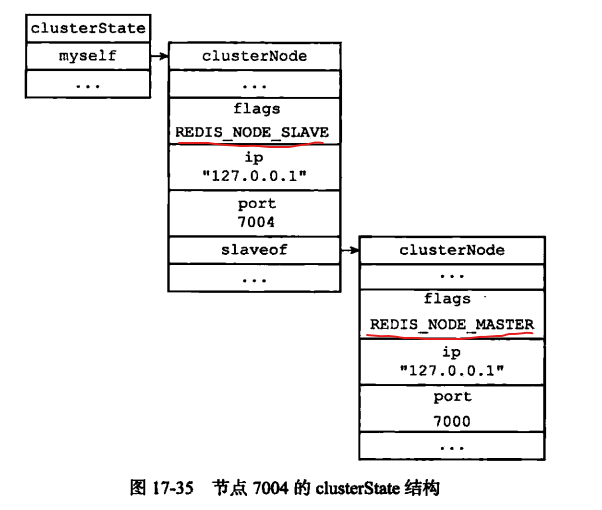 clusterState
myself
...
clusterNode
...
flags
REDIS_NODE_SLAVE
ip
"127.0.0.1"
port
7004
slaveof
...
clusterNode
...
flags
REDIS_NODE_MASTER
ip
"127.0.0.1"
port
7000
...
图 17-35 节点 7004 的 clusterState 结构